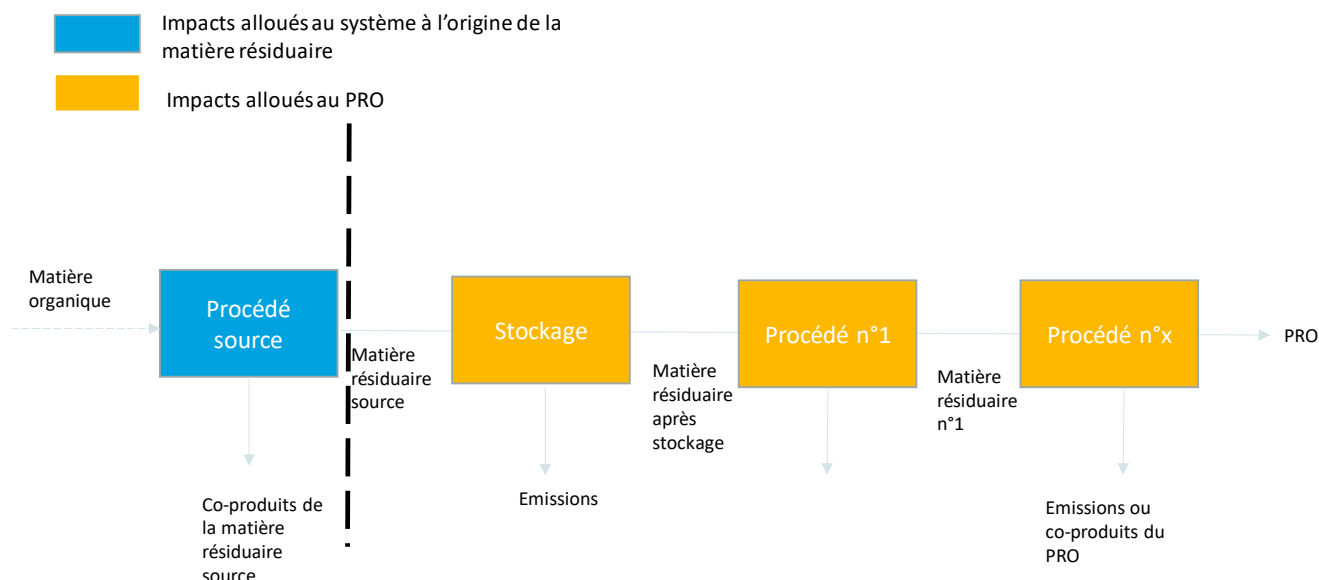 Impacts alloués au système à l'origine de la
matière résiduaire
Impacts alloués au PRO
Matière
organique
Procédé
source
Matière
résiduaire
source
Stockage
Matière
résiduaire
après
stockage
Procédé n°1
Matière
résiduaire
n°1
Procédé n°x
PRO
Co-produits de
la matière
résiduaire
source
Emissions
Emissions ou
co-produits du
PRO